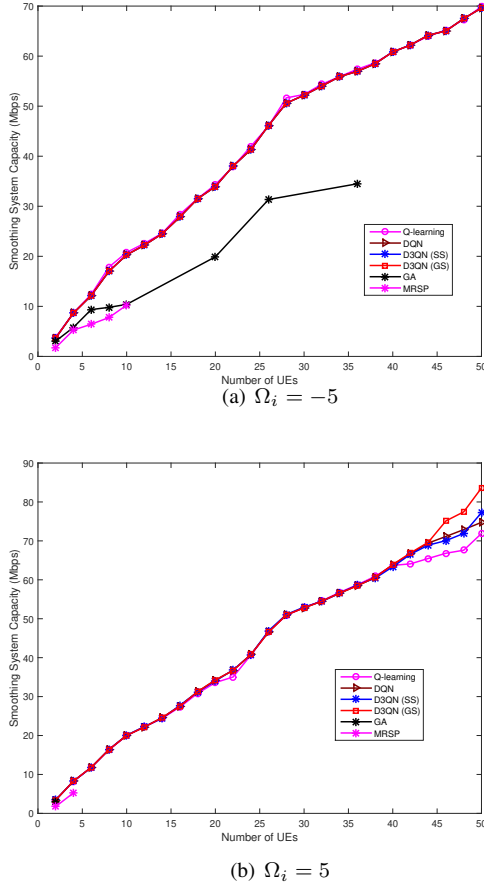 70
60
50
40
30
20
10
0
Smoothing System Capacity (Mbps)
Q-learning
DQN
D3QN (SS)
D3QN (GS)
GA
MRSP
0 5 10 15 20 25 30 35 40 45 50
Number of UEs
(a) Ωᵢ = −5
90
80
70
60
50
40
30
20
10
0
Smoothing System Capacity (Mbps)
Q-learning
DQN
D3QN (SS)
D3QN (GS)
GA
MRSP
0 5 10 15 20 25 30 35 40 45 50
Number of UEs
(b) Ωᵢ = 5